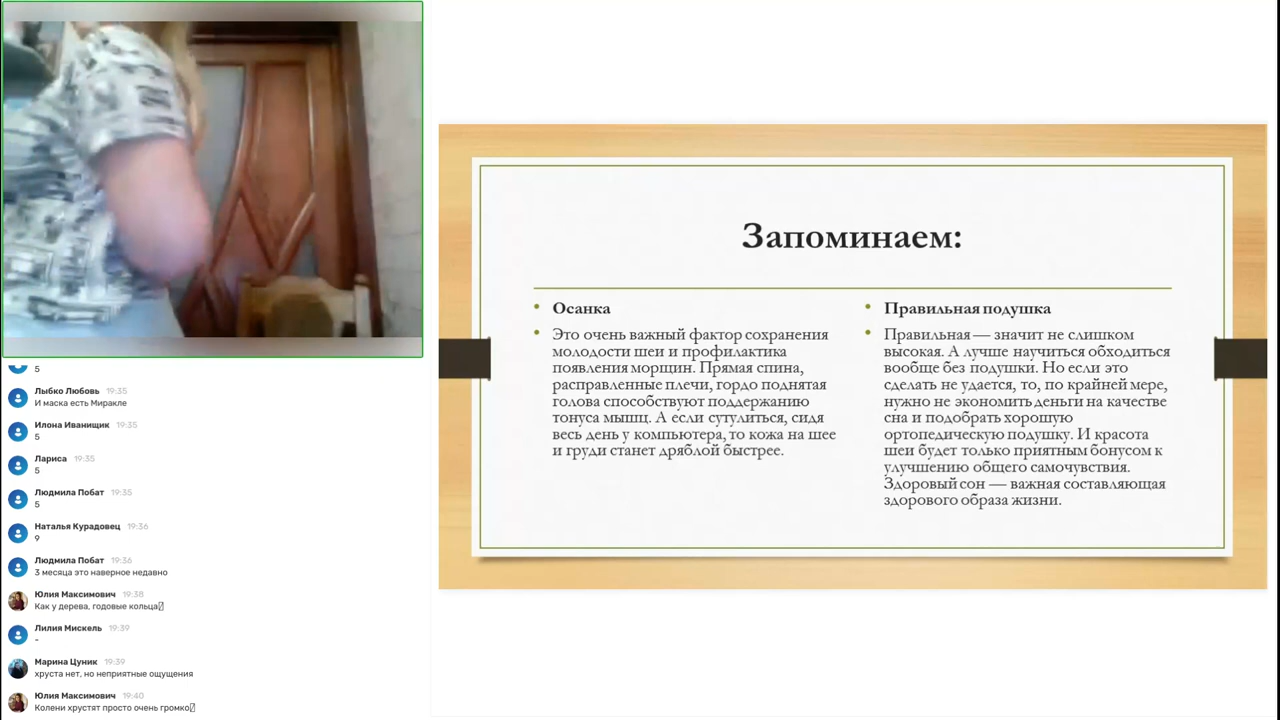 5
Лыбко Любовь 19:35
И маска есть Миракле
Илона Иванищик 19:35
5
Лариса 19:35
5
Людмила Побат 19:35
5
Наталья Курадовец 19:36
9
Людмила Побат 19:36
3 месяца это наверное недавно
Юлия Максимович 19:38
Как у дерева, годовые кольца
Лилия Мискель 19:39
-
Марина Цуник 19:39
хруста нет, но неприятные ощущения
Юлия Максимович 19:40
Колени хрустят просто очень громко
Запоминаем:
• Осанка
• Это очень важный фактор сохранения
молодости шеи и профилактика
появления морщин. Прямая спина,
расправленные плечи, гордо поднятая
голова способствуют поддержанию
тонуса мышц. А если сутулиться, сидя
весь день у компьютера, то кожа на шее
и груди станет дряблой быстрее.
• Правильная подушка
• Правильная — значит не слишком
высокая. А лучше научиться обходиться
вообще без подушки. Но если это
сделать не удается, то, по крайней мере,
нужно не экономить деньги на качестве
сна и подобрать хорошую
ортопедическую подушку. И красота
шеи будет только приятным бонусом к
улучшению общего самочувствия.
Здоровый сон — важная составляющая
здорового образа жизни.